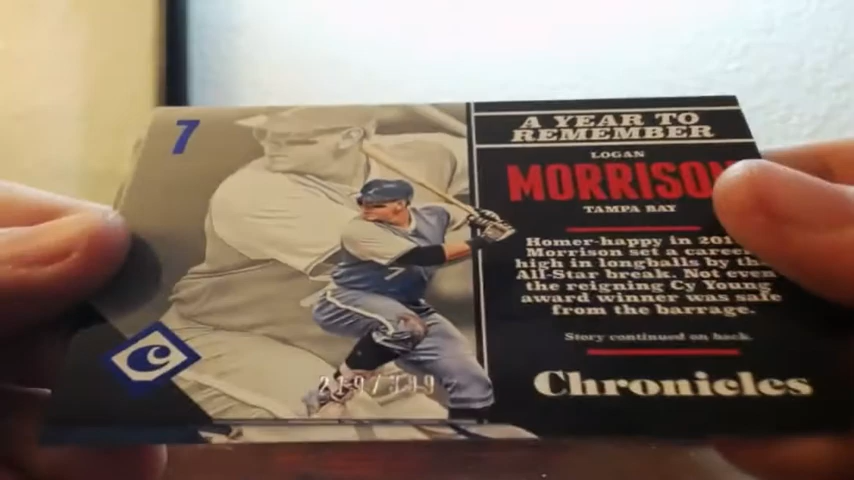 7
A YEAR TO
REMEMBER
LOGAN
MORRISON
TAMPA BAY
Homer-happy in
Morrison set a career
high in longballs by the
All-Star break. Not even
the reigning Cy Young
award winner was safe
from the barrage.
Story continued on back.
Chronicles
C
7